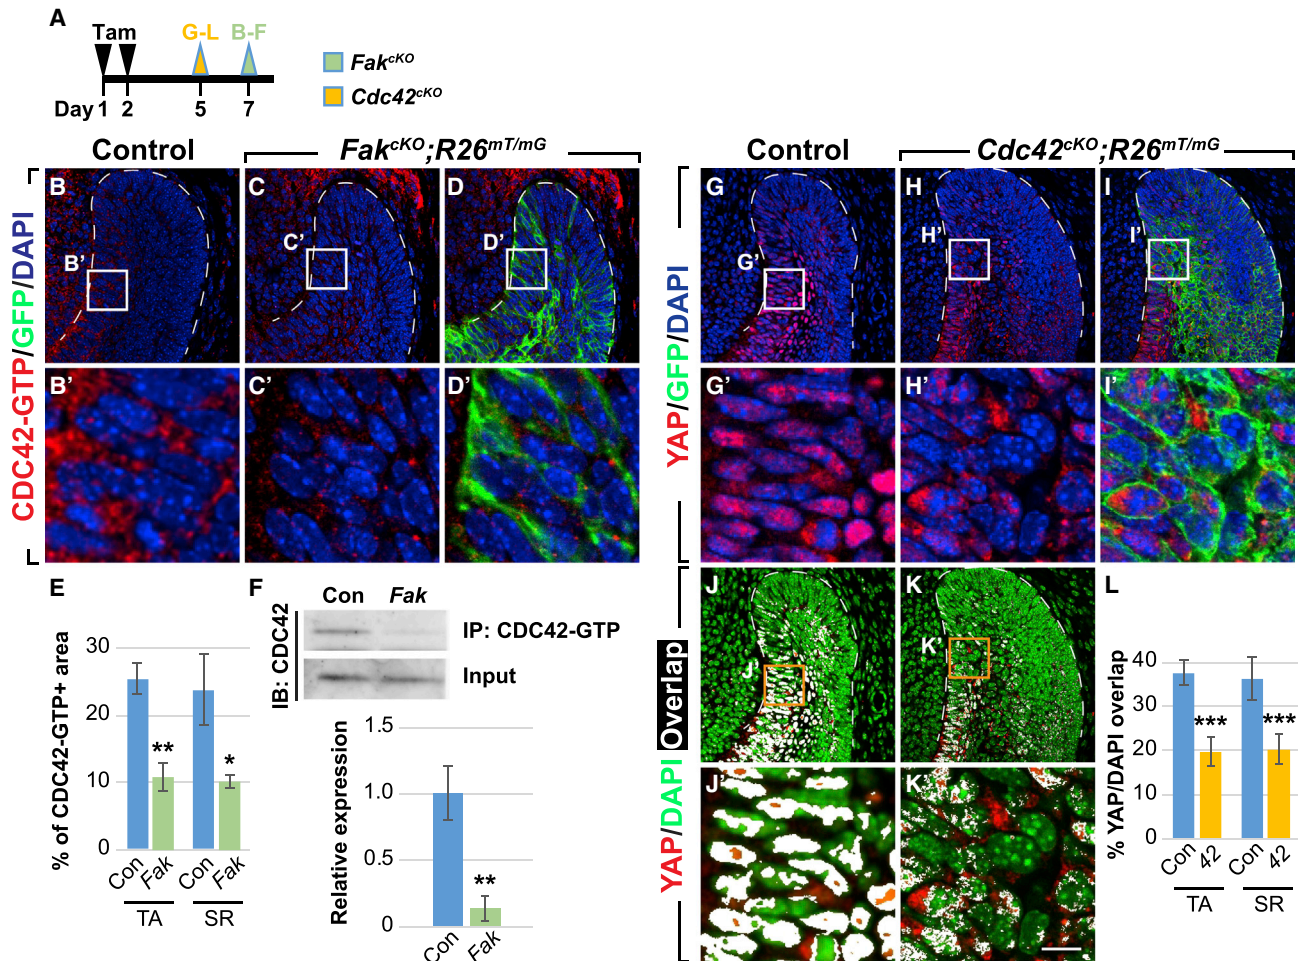 A
Tam
G-L B-F
Day 1 2 5 7
Fak^cKO
Cdc42^cKO
Control
Fak^cKO;R26^mT/mG
Control
Cdc42^cKO;R26^mT/mG
CDC42-GTP/GFP/DAPI
B
B'
C
C'
D
D'
B'
C'
D'
YAP/GFP/DAPI
G
G'
H
H'
I
I'
G'
H'
I'
E
% of CDC42-GTP+ area
30
20
10
0
Con
Fak
Con
Fak
TA
SR
F
Con Fak
IB: CDC42
IP: CDC42-GTP
Input
Relative expression
1.5
1.0
0.5
0
**
Con
Fak
**
*
YAP/DAPI Overlap
J
J'
K
K'
J'
K'
L
% YAP/DAPI overlap
40
30
20
10
0
***
***
Con
42
Con
42
TA
SR